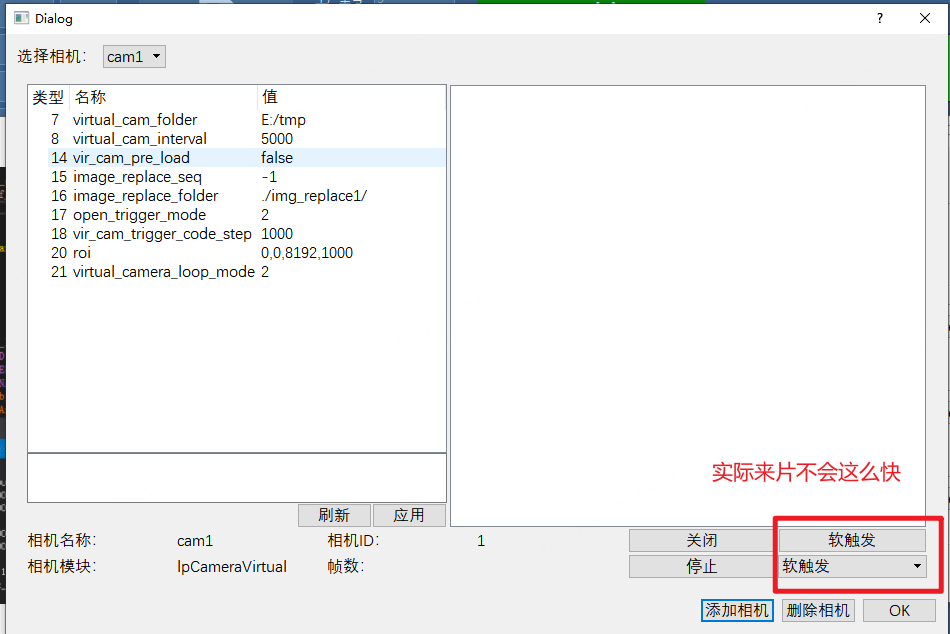 Dialog
?
选择相机:
cam1
类型 名称 值
7 virtual_cam_folder E:/tmp
8 virtual_cam_interval 5000
14 vir_cam_pre_load false
15 image_replace_seq -1
16 image_replace_folder ./img_replace1/
17 open_trigger_mode 2
18 vir_cam_trigger_code_step 1000
20 roi 0,0,8192,1000
21 virtual_camera_loop_mode 2
实际来片不会这么快
刷新 应用
相机名称: cam1 相机ID: 1 关闭 软触发
相机模块: IpCameraVirtual 帧数: 停止 软触发
添加相机 删除相机 OK